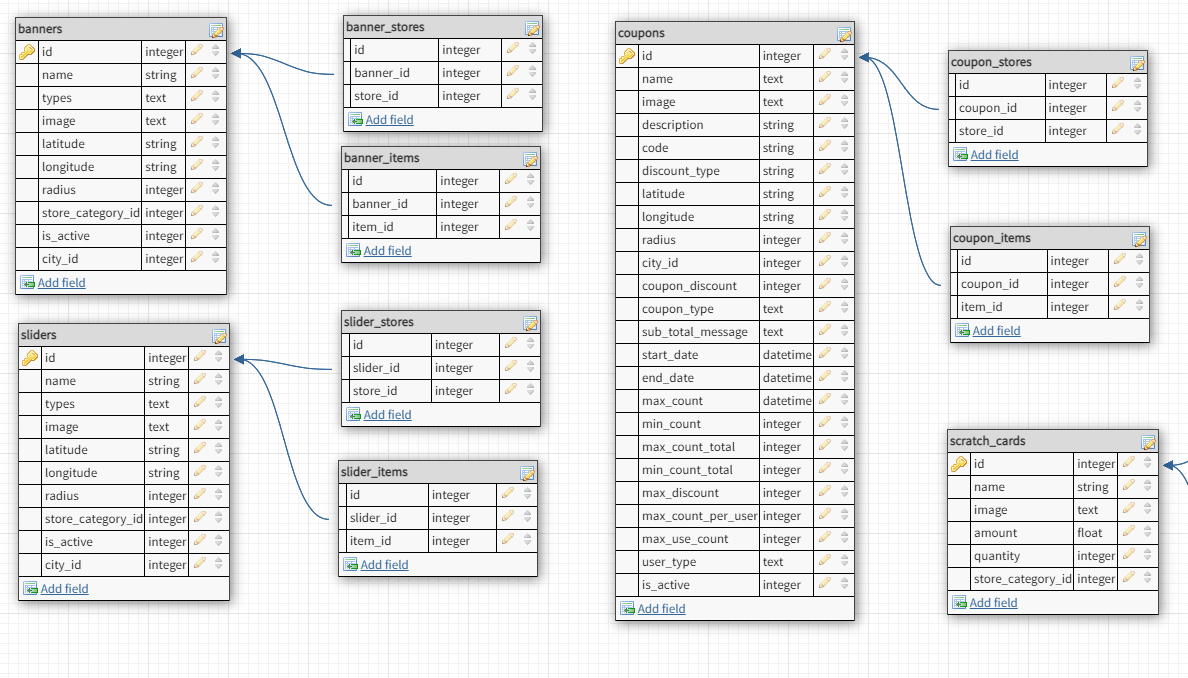 banners
id integer
name string
types text
image text
latitude string
longitude string
radius integer
store_category_id integer
is_active integer
city_id integer
Add field
banner_stores
id integer
banner_id integer
store_id integer
Add field
banner_items
id integer
banner_id integer
item_id integer
Add field
sliders
id integer
name string
types text
image text
latitude string
longitude string
radius integer
store_category_id integer
is_active integer
city_id integer
Add field
slider_stores
id integer
slider_id integer
store_id integer
Add field
slider_items
id integer
slider_id integer
item_id integer
Add field
coupons
id integer
name text
image text
description string
code string
discount_type string
latitude string
longitude string
radius integer
city_id integer
coupon_discount integer
coupon_type text
sub_total_message text
start_date datetime
end_date datetime
max_count datetime
min_count integer
max_count_total integer
min_count_total integer
max_discount integer
max_count_per_user integer
max_use_count integer
user_type text
is_active integer
Add field
coupon_stores
id integer
coupon_id integer
store_id integer
Add field
coupon_items
id integer
coupon_id integer
item_id integer
Add field
scratch_cards
id integer
name string
image text
amount float
quantity integer
store_category_id integer
Add field